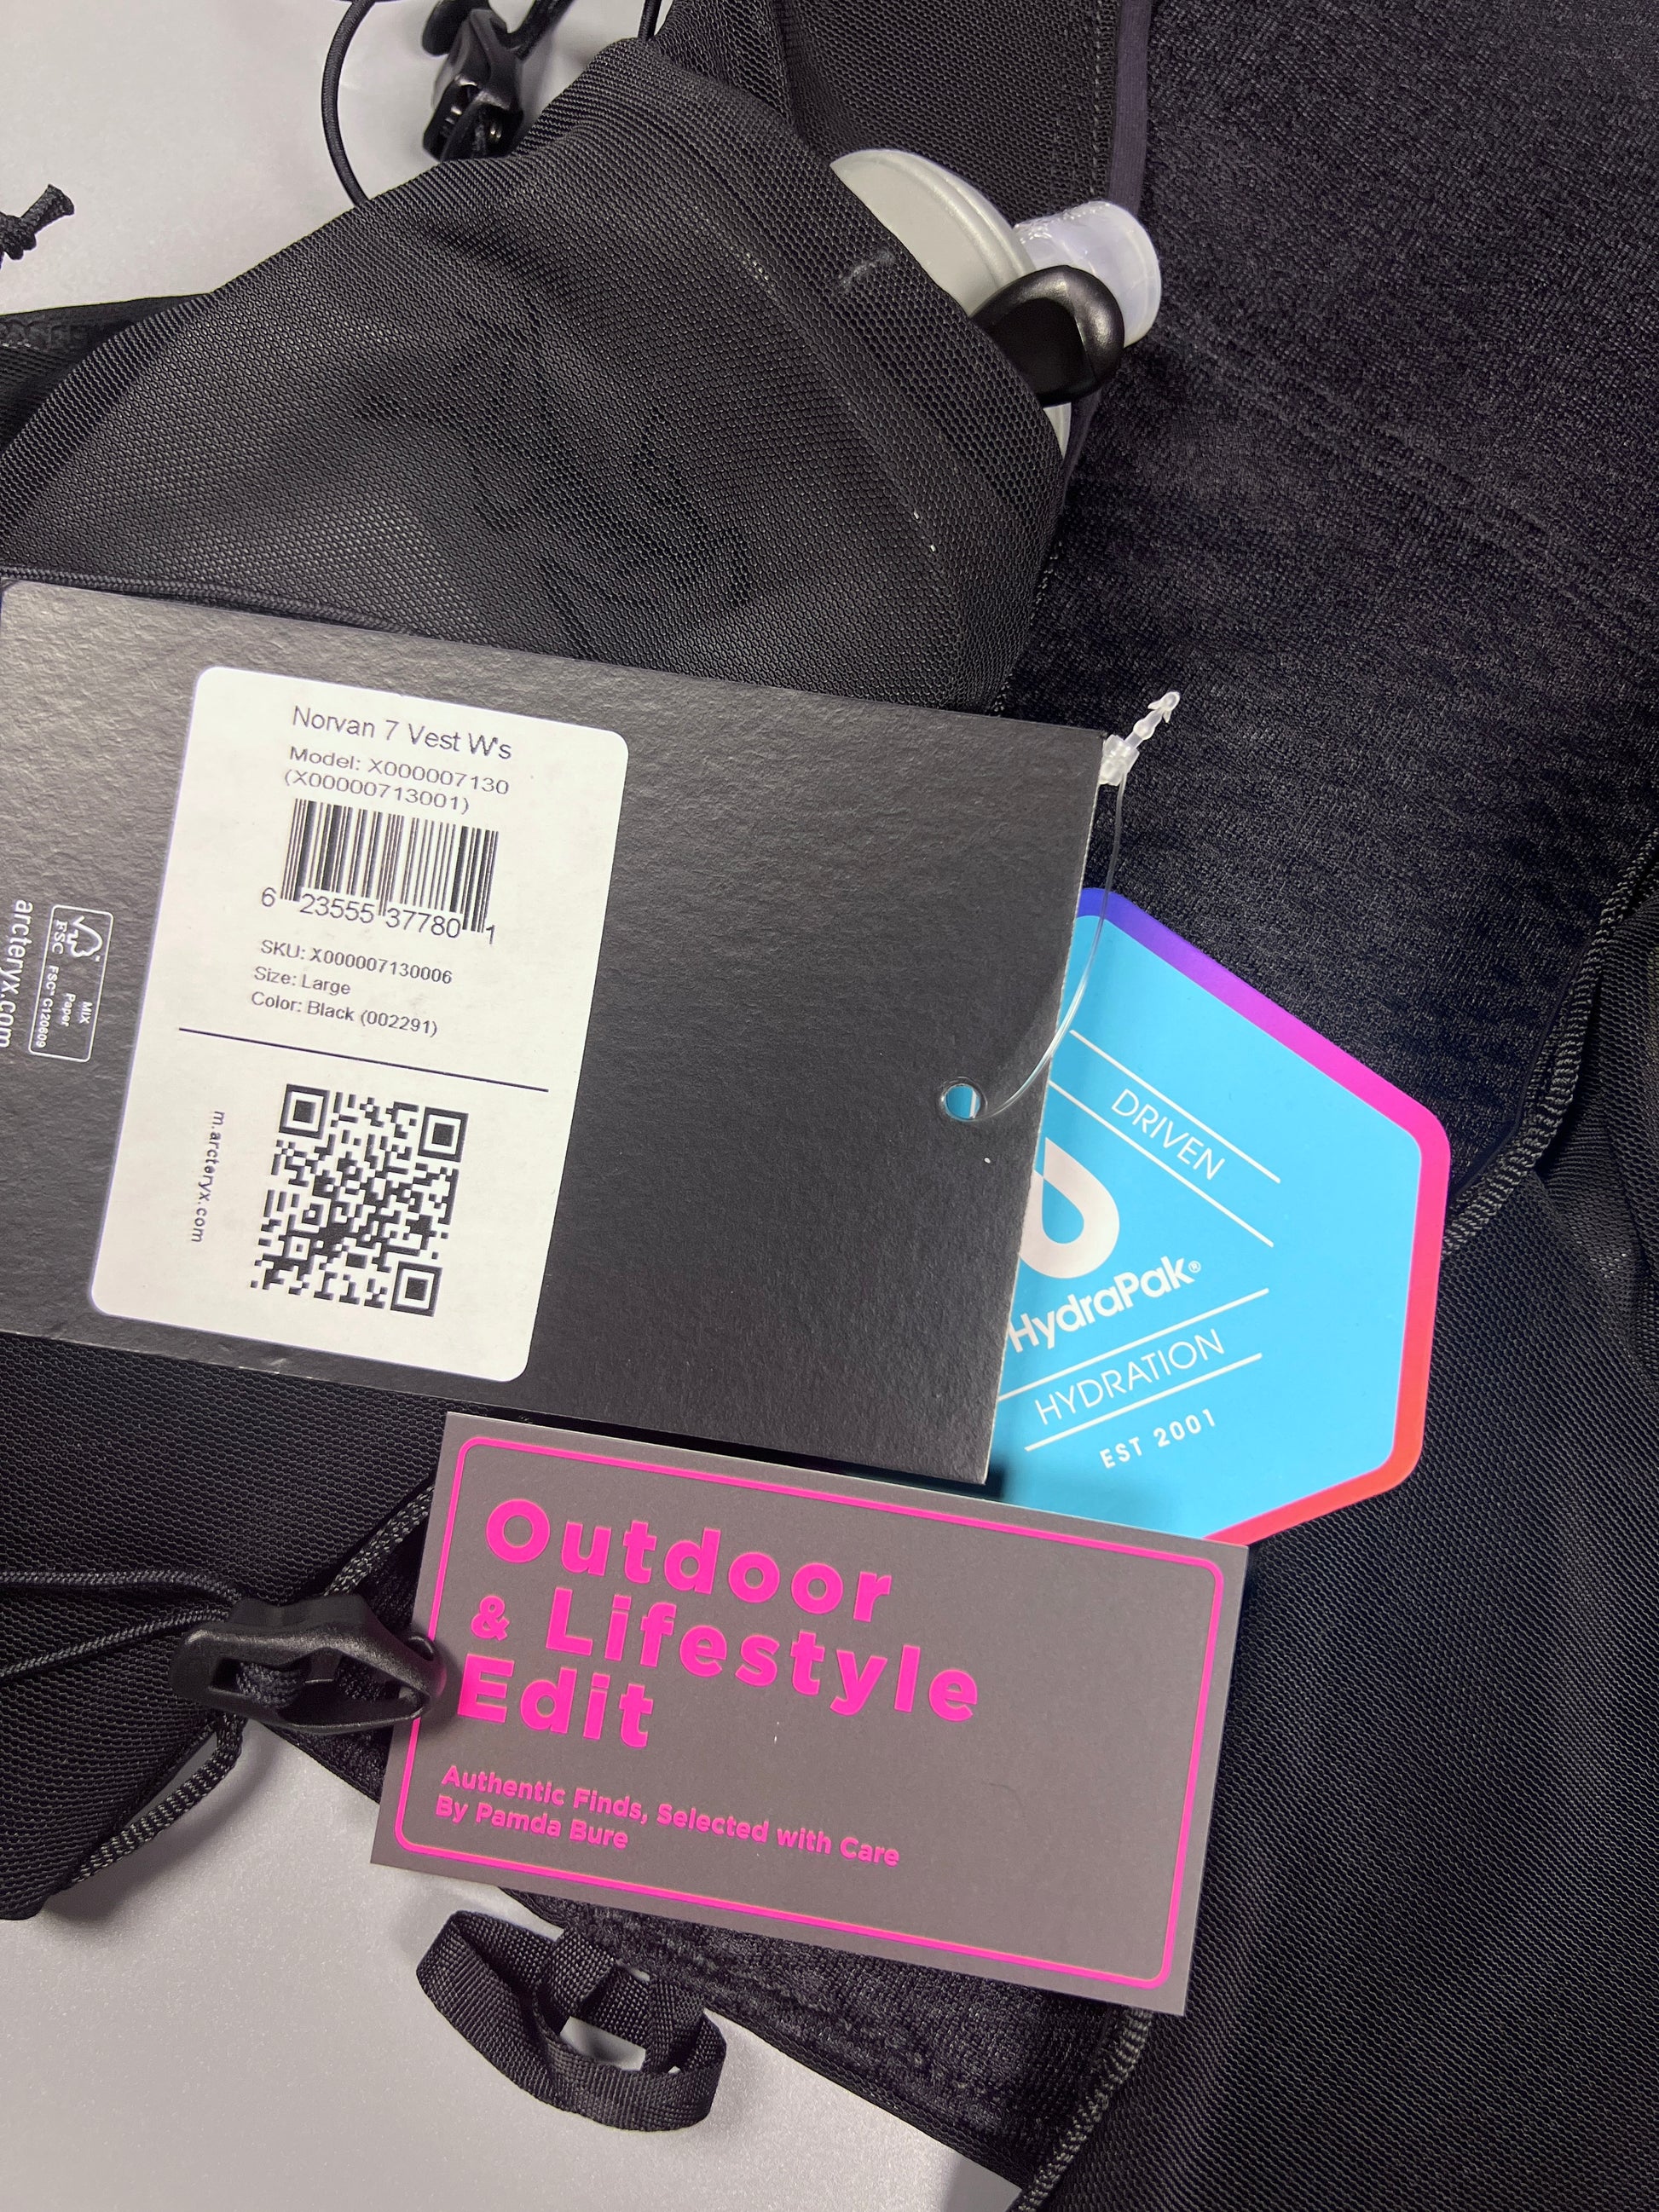 Norvan 7 Vest W's
Model: X000007130
(X00000713001)
6 23555 37780 1
SKU: X000007130006
Size: Large
Color: Black (002291)
m.arcteryx.com
arcteryx.com
FSC
MIX
Paper
FSC™ C120609
DRIVEN
HydraPak®
HYDRATION
EST 2001
Outdoor
& Lifestyle
Edit
Authentic Finds, Selected with Care
By Pamda Bure